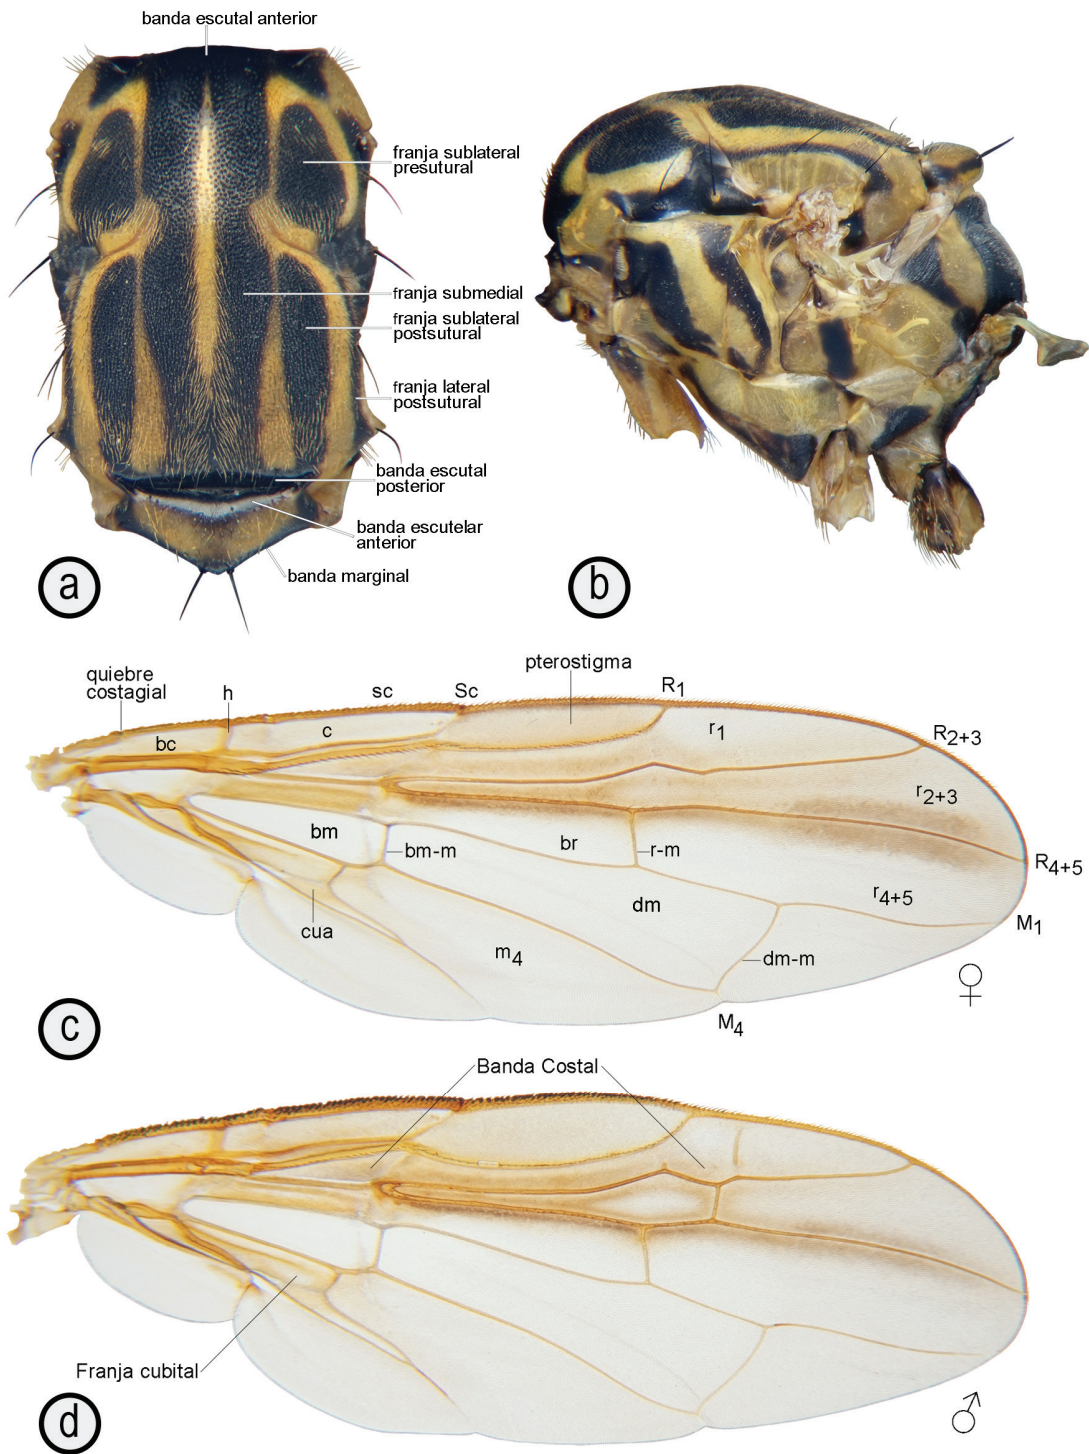 banda escutal anterior
franja sublateral
presutural
franja submedial
franja sublateral
postsutural
franja lateral
postsutural
banda escutal
posterior
banda escutelar
anterior
banda marginal
a
b
quiebre
costagial
h
sc
Sc
pterostigma
R1
bc
c
r1
R2+3
r2+3
bm
bm-m
br
r-m
R4+5
r4+5
dm
M1
cua
m4
dm-m
♀
M4
c
Banda Costal
Franja cubital
d
♂